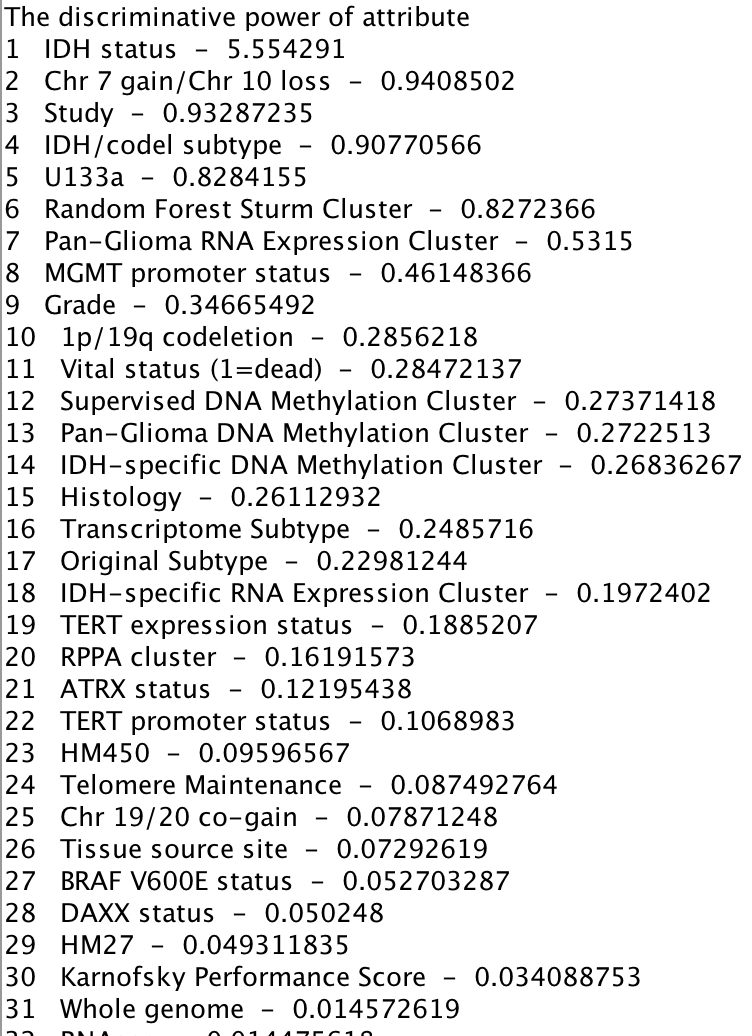 The discriminative power of attribute
1 IDH status – 5.554291
2 Chr 7 gain/Chr 10 loss – 0.9408502
3 Study – 0.93287235
4 IDH/codel subtype – 0.90770566
5 U133a – 0.8284155
6 Random Forest Sturm Cluster – 0.8272366
7 Pan–Glioma RNA Expression Cluster – 0.5315
8 MGMT promoter status – 0.46148366
9 Grade – 0.34665492
10 1p/19q codeletion – 0.2856218
11 Vital status (1=dead) – 0.28472137
12 Supervised DNA Methylation Cluster – 0.27371418
13 Pan–Glioma DNA Methylation Cluster – 0.2722513
14 IDH–specific DNA Methylation Cluster – 0.26836267
15 Histology – 0.26112932
16 Transcriptome Subtype – 0.2485716
17 Original Subtype – 0.22981244
18 IDH–specific RNA Expression Cluster – 0.1972402
19 TERT expression status – 0.1885207
20 RPPA cluster – 0.16191573
21 ATRX status – 0.12195438
22 TERT promoter status – 0.1068983
23 HM450 – 0.09596567
24 Telomere Maintenance – 0.087492764
25 Chr 19/20 co–gain – 0.07871248
26 Tissue source site – 0.07292619
27 BRAF V600E status – 0.052703287
28 DAXX status – 0.050248
29 HM27 – 0.049311835
30 Karnofsky Performance Score – 0.034088753
31 Whole genome – 0.014572619